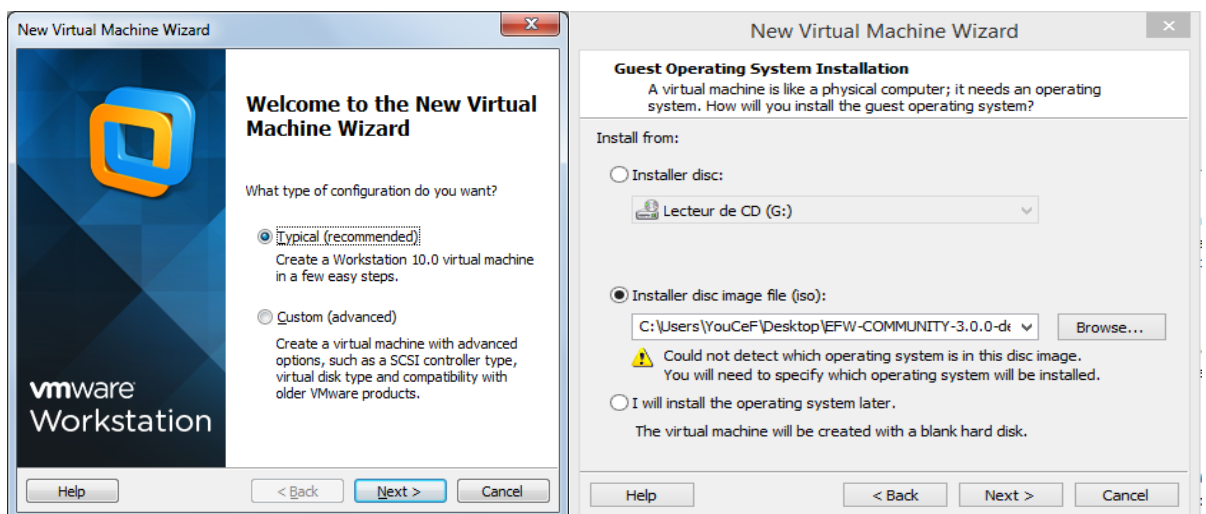 New Virtual Machine Wizard
Welcome to the New Virtual
Machine Wizard
What type of configuration do you want?
Typical (recommended)
Create a Workstation 10.0 virtual machine
in a few easy steps.
Custom (advanced)
Create a virtual machine with advanced
options, such as a SCSI controller type,
virtual disk type and compatibility with
older VMware products.
vmware
Workstation
Help
< Back
Next >
Cancel
New Virtual Machine Wizard
Guest Operating System Installation
A virtual machine is like a physical computer; it needs an operating
system. How will you install the guest operating system?
Install from:
Installer disc:
Lecteur de CD (G:)
Installer disc image file (iso):
C:\Users\YouCeF\Desktop\EFW-COMMUNITY-3.0.0-de
Browse...
Could not detect which operating system is in this disc image.
You will need to specify which operating system will be installed.
I will install the operating system later.
The virtual machine will be created with a blank hard disk.
Help
< Back
Next >
Cancel